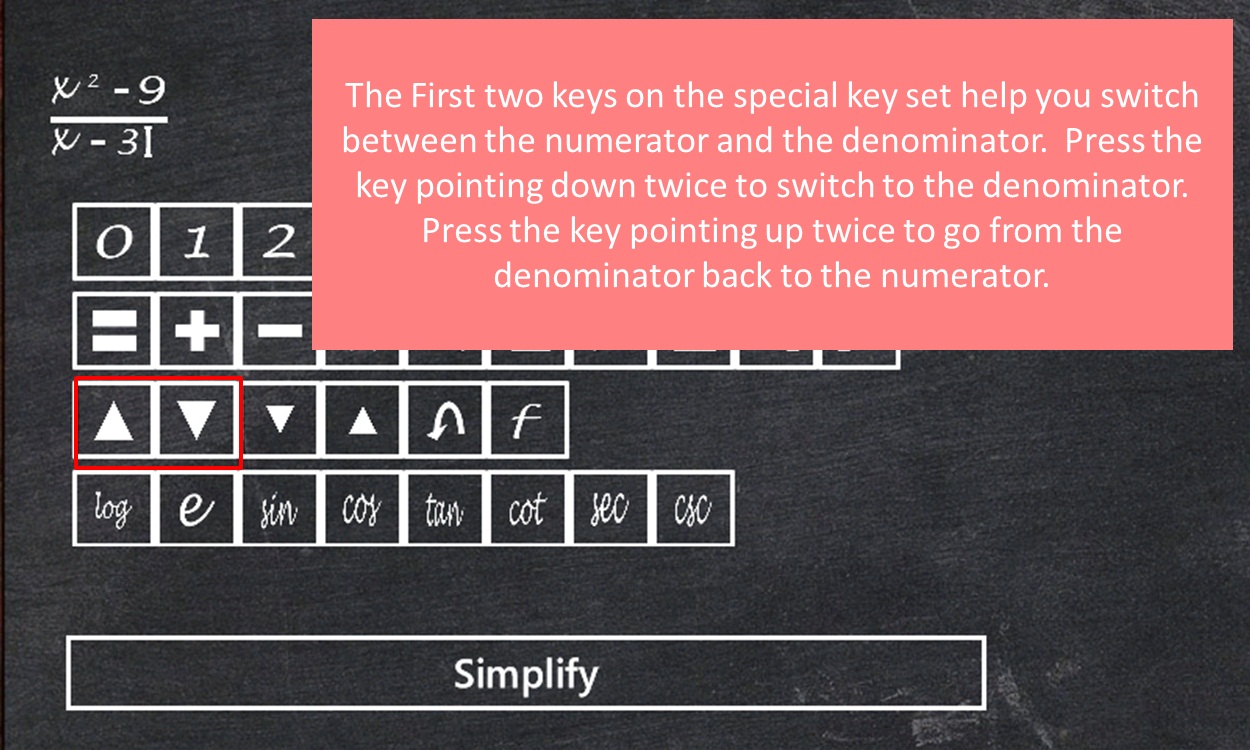 x² - 9
x - 3
The First two keys on the special key set help you switch
between the numerator and the denominator. Press the
key pointing down twice to switch to the denominator.
Press the key pointing up twice to go from the
denominator back to the numerator.
0 1 2
= + −
▲ ▼ ▼ ▲ f
log e sin cos tan cot sec csc
Simplify